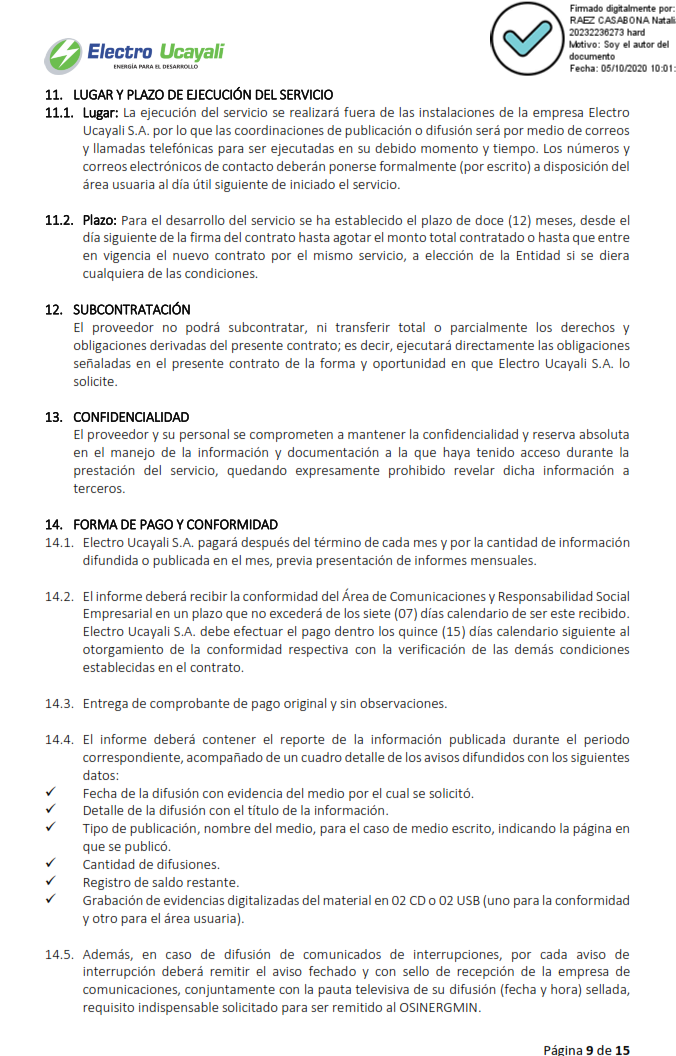 Firmado digitalmente por:
RAEZ CASABONA Natali
20232236273 hard
Motivo: Soy el autor del
documento
Fecha: 05/10/2020 10:01:
Electro Ucayali
ENERGÍA PARA EL DESARROLLO
11. LUGAR Y PLAZO DE EJECUCIÓN DEL SERVICIO
11.1. Lugar: La ejecución del servicio se realizará fuera de las instalaciones de la empresa Electro
Ucayali S.A. por lo que las coordinaciones de publicación o difusión será por medio de correos
y llamadas telefónicas para ser ejecutadas en su debido momento y tiempo. Los números y
correos electrónicos de contacto deberán ponerse formalmente (por escrito) a disposición del
área usuaria al día útil siguiente de iniciado el servicio.
11.2. Plazo: Para el desarrollo del servicio se ha establecido el plazo de doce (12) meses, desde el
día siguiente de la firma del contrato hasta agotar el monto total contratado o hasta que entre
en vigencia el nuevo contrato por el mismo servicio, a elección de la Entidad si se diera
cualquiera de las condiciones.
12. SUBCONTRATACIÓN
El proveedor no podrá subcontratar, ni transferir total o parcialmente los derechos y
obligaciones derivadas del presente contrato; es decir, ejecutará directamente las obligaciones
señaladas en el presente contrato de la forma y oportunidad en que Electro Ucayali S.A. lo
solicite.
13. CONFIDENCIALIDAD
El proveedor y su personal se comprometen a mantener la confidencialidad y reserva absoluta
en el manejo de la información y documentación a la que haya tenido acceso durante la
prestación del servicio, quedando expresamente prohibido revelar dicha información a
terceros.
14. FORMA DE PAGO Y CONFORMIDAD
14.1. Electro Ucayali S.A. pagará después del término de cada mes y por la cantidad de información
difundida o publicada en el mes, previa presentación de informes mensuales.
14.2. El informe deberá recibir la conformidad del Área de Comunicaciones y Responsabilidad Social
Empresarial en un plazo que no excederá de los siete (07) días calendario de ser este recibido.
Electro Ucayali S.A. debe efectuar el pago dentro los quince (15) días calendario siguiente al
otorgamiento de la conformidad respectiva con la verificación de las demás condiciones
establecidas en el contrato.
14.3. Entrega de comprobante de pago original y sin observaciones.
14.4. El informe deberá contener el reporte de la información publicada durante el periodo
correspondiente, acompañado de un cuadro detalle de los avisos difundidos con los siguientes
datos:
✓ Fecha de la difusión con evidencia del medio por el cual se solicitó.
✓ Detalle de la difusión con el título de la información.
✓ Tipo de publicación, nombre del medio, para el caso de medio escrito, indicando la página en
que se publicó.
✓ Cantidad de difusiones.
✓ Registro de saldo restante.
✓ Grabación de evidencias digitalizadas del material en 02 CD o 02 USB (uno para la conformidad
y otro para el área usuaria).
14.5. Además, en caso de difusión de comunicados de interrupciones, por cada aviso de
interrupción deberá remitir el aviso fechado y con sello de recepción de la empresa de
comunicaciones, conjuntamente con la pauta televisiva de su difusión (fecha y hora) sellada,
requisito indispensable solicitado para ser remitido al OSINERGMIN.
Página 9 de 15